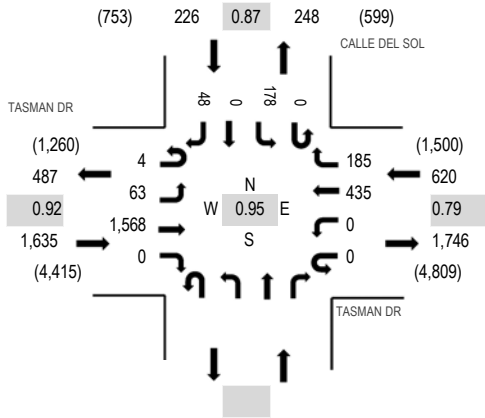 (753) 226 0.87 248 (599)
CALLE DEL SOL
48 0 178 0
TASMAN DR
(1,260) (1,500)
487 4 185 620
N
0.92 63 W 0.95 E 435 0.79
S
1,635 1,568 0 1,746
(4,415) 0 0 (4,809)
TASMAN DR